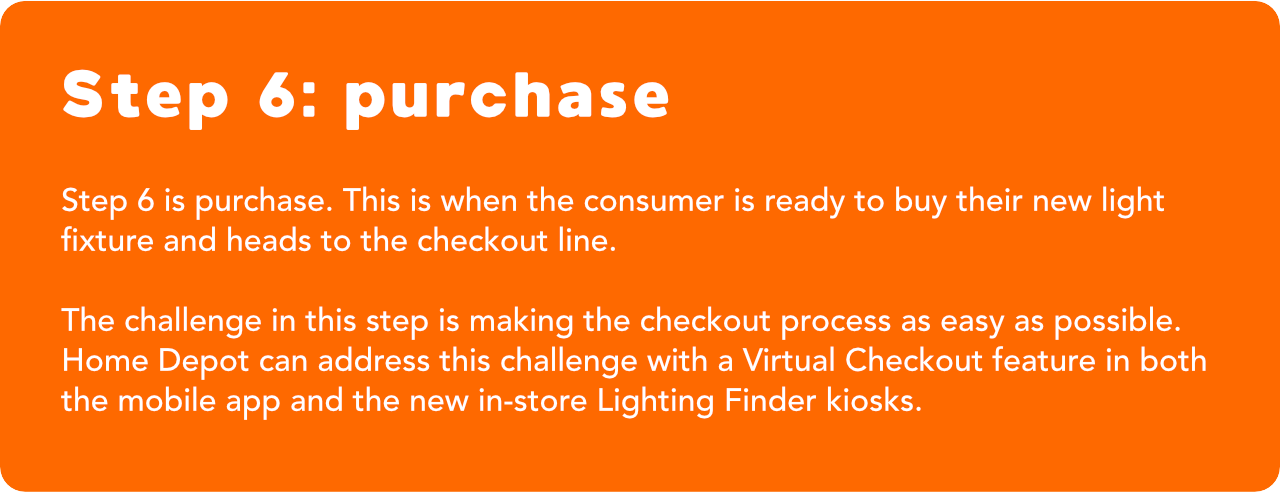 Step 6: purchase
Step 6 is purchase. This is when the consumer is ready to buy their new light
fixture and heads to the checkout line.
The challenge in this step is making the checkout process as easy as possible.
Home Depot can address this challenge with a Virtual Checkout feature in both
the mobile app and the new in-store Lighting Finder kiosks.